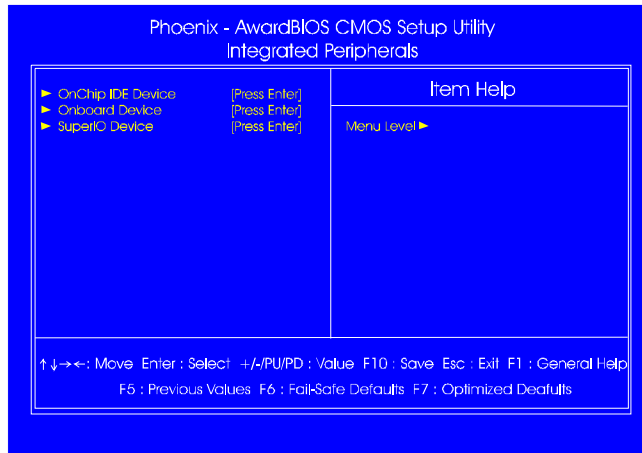 Phoenix - AwardBIOS CMOS Setup Utility
Integrated Peripherals
► OnChip IDE Device [Press Enter]
► Onboard Device [Press Enter]
► SuperIO Device [Press Enter]
Item Help
Menu Level ►
↑↓→←: Move Enter : Select +/-/PU/PD : Value F10 : Save Esc : Exit F1 : General Help
F5 : Previous Values F6 : Fail-Safe Defaults F7 : Optimized Deafults